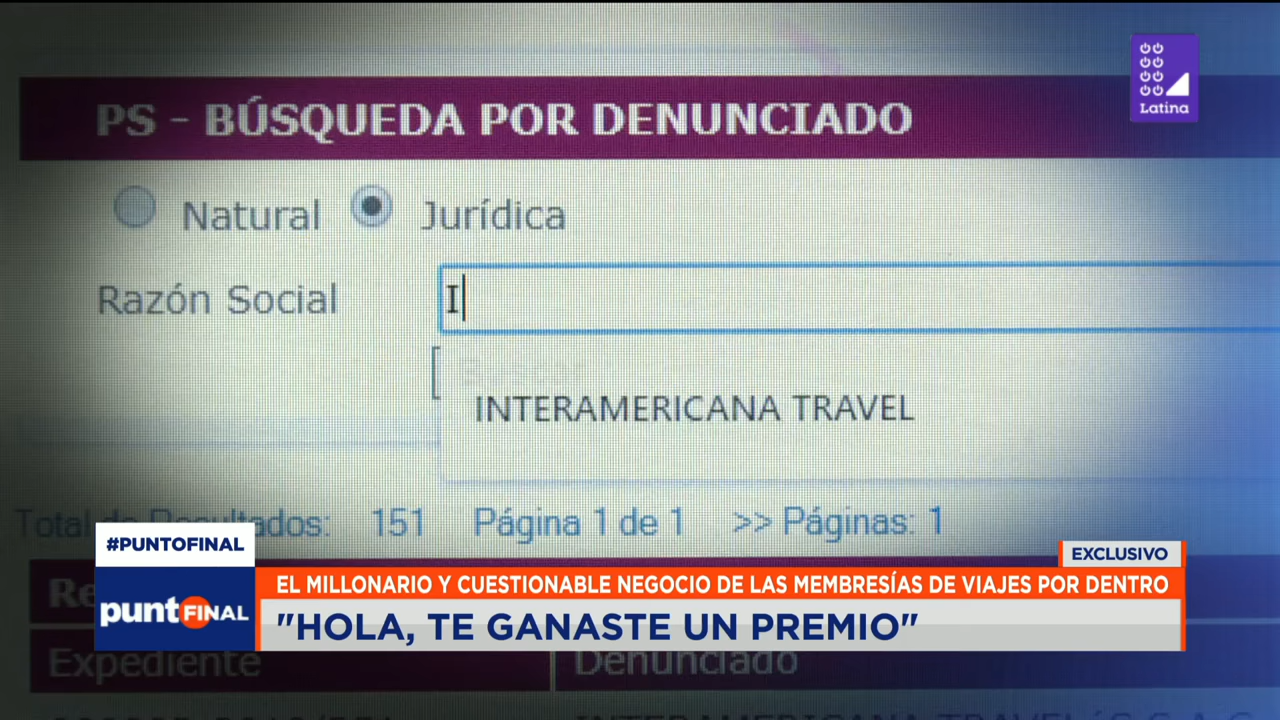 PS - BÚSQUEDA POR DENUNCIADO
Latina
Natural
Jurídica
Razón Social
I
INTERAMERICANA TRAVEL
Total de Resultados: 151 Página 1 de 1 >> Páginas: 1
#PUNTOFINAL
EXCLUSIVO
EL MILLONARIO Y CUESTIONABLE NEGOCIO DE LAS MEMBRESÍAS DE VIAJES POR DENTRO
puntoFINAL
"HOLA, TE GANASTE UN PREMIO"
Expediente
Denunciado